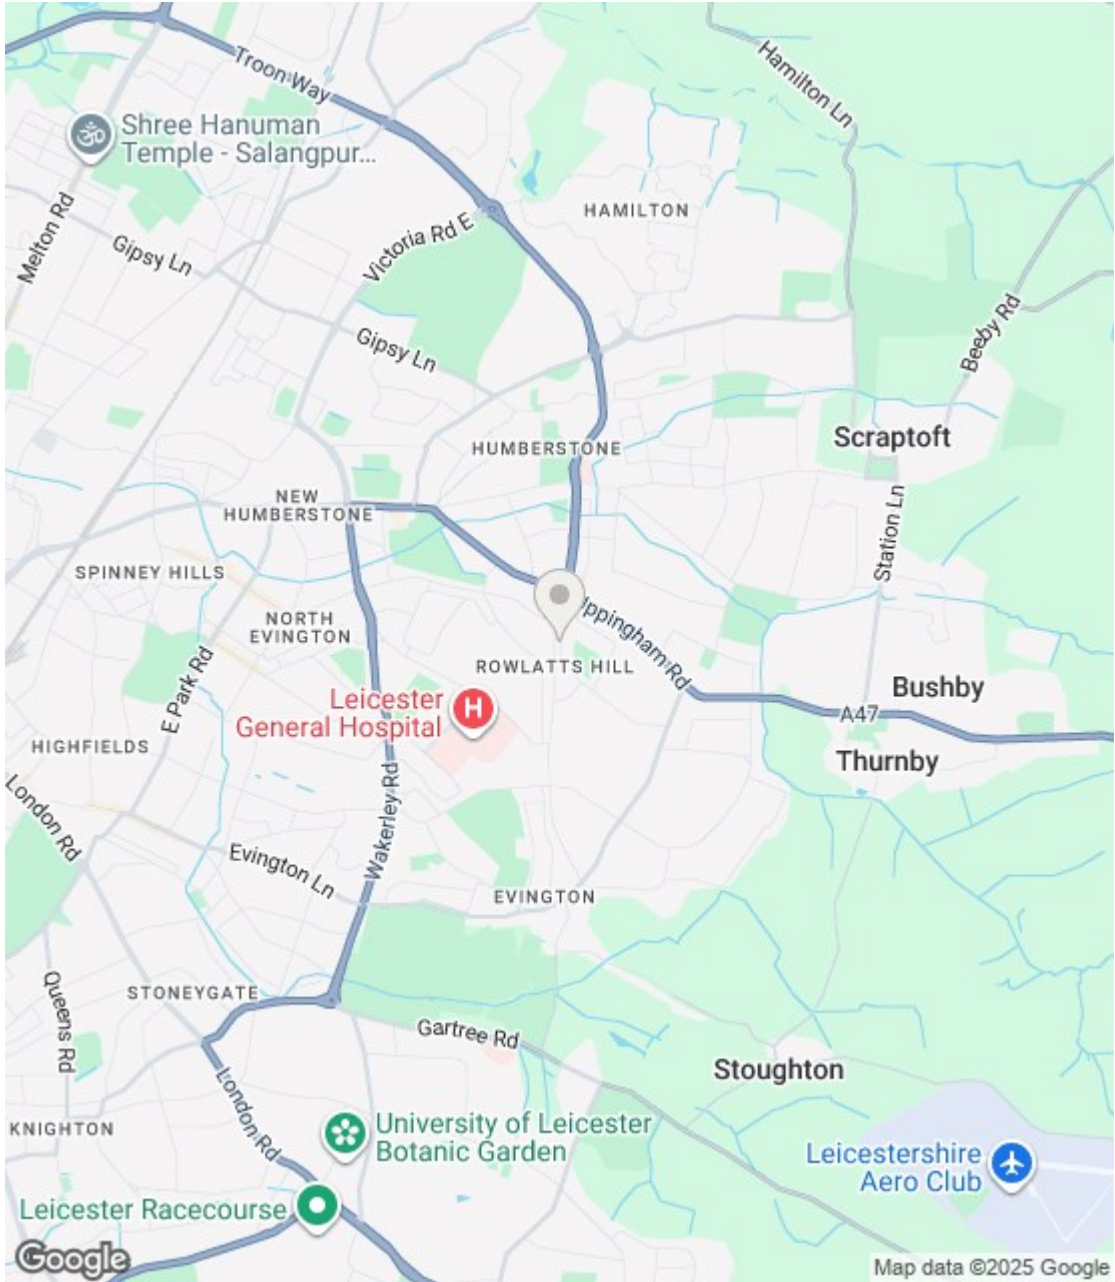 Troon Way
Hamilton Ln
Shree Hanuman
Temple - Salangpur...
Melton Rd
Gipsy Ln
Victoria Rd E
HAMILTON
Gipsy Ln
Beeby Rd
HUMBERSTONE
Scraptoft
NEW
HUMBERSTONE
Station Ln
SPINNEY HILLS
NORTH
EVINGTON
ppingham Rd
ROWLATTS HILL
E Park Rd
Leicester
General Hospital
H
Bushby
A47
HIGHFIELDS
Thurnby
London Rd
Wakerley Rd
Evington Ln
EVINGTON
Queens Rd
STONEYGATE
Gartree Rd
Stoughton
London Rd
KNIGHTON
University of Leicester
Botanic Garden
Leicestershire
Aero Club
Leicester Racecourse
Google
Map data ©2025 Google